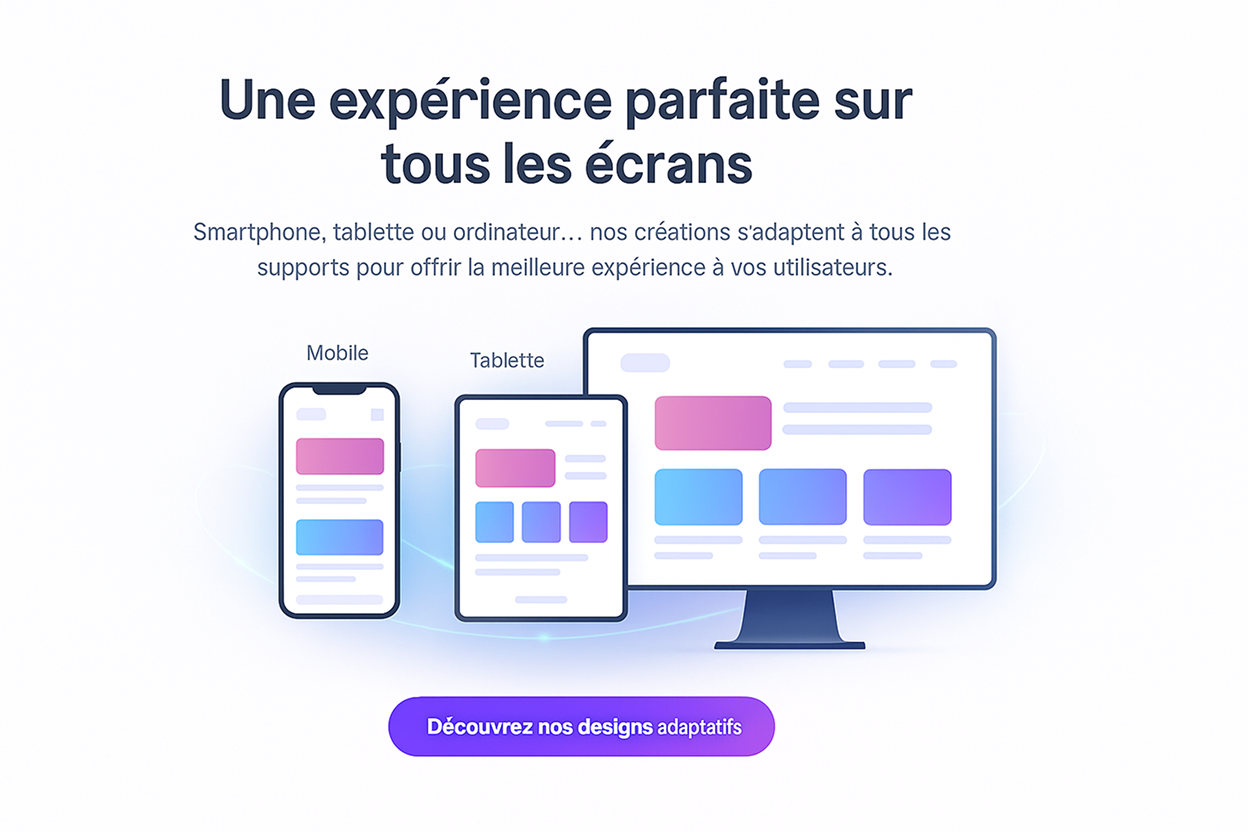 Une expérience parfaite sur
tous les écrans
Smartphone, tablette ou ordinateur... nos créations s'adaptent à tous les
supports pour offrir la meilleure expérience à vos utilisateurs.
Mobile
Tablette
Découvrez nos designs adaptatifs